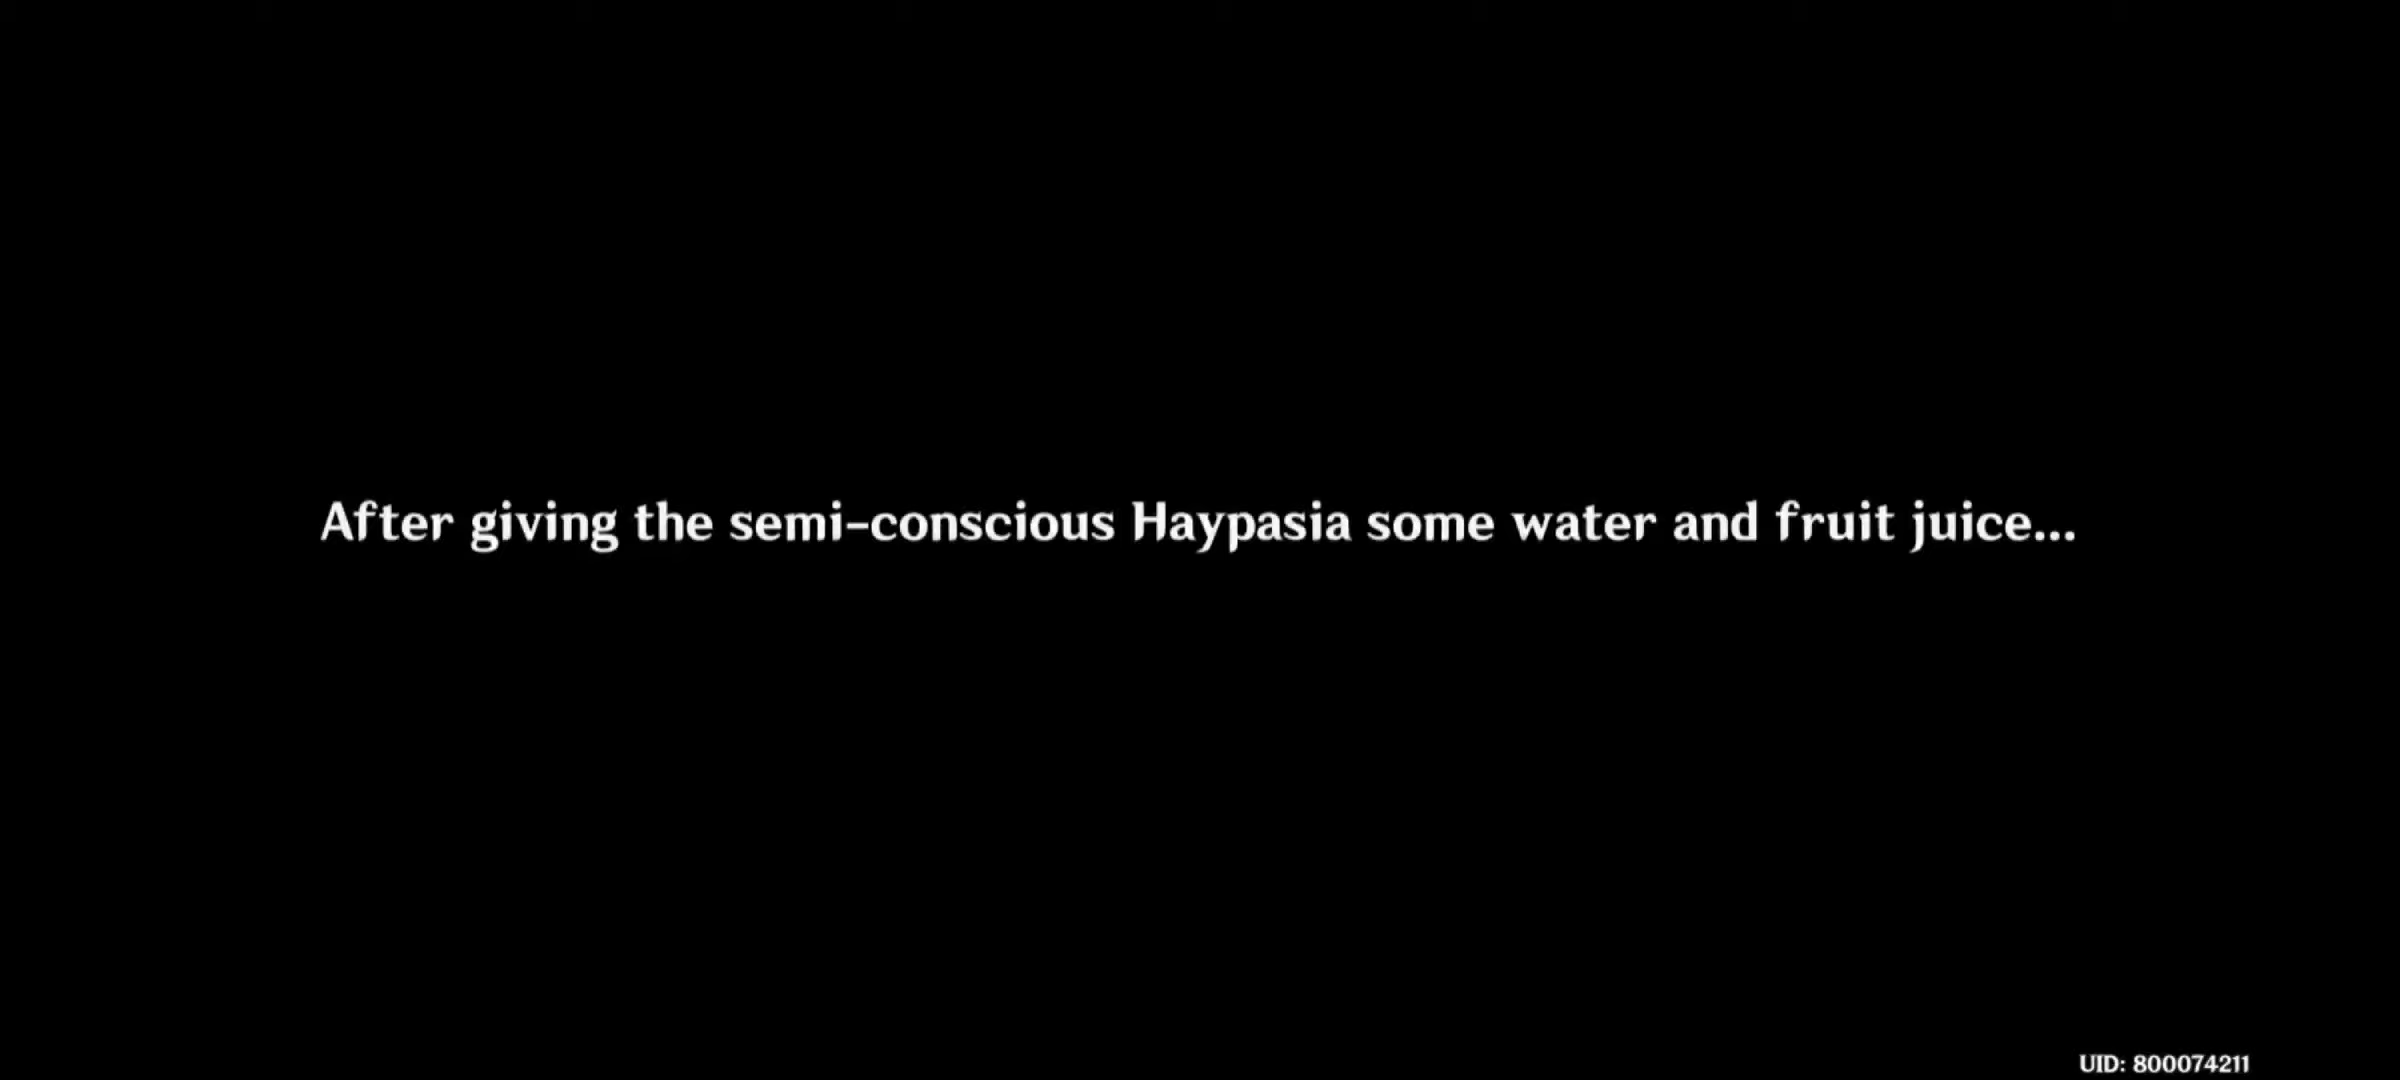 After giving the semi-conscious Haypasia some water and fruit juice...
UID: 800074211